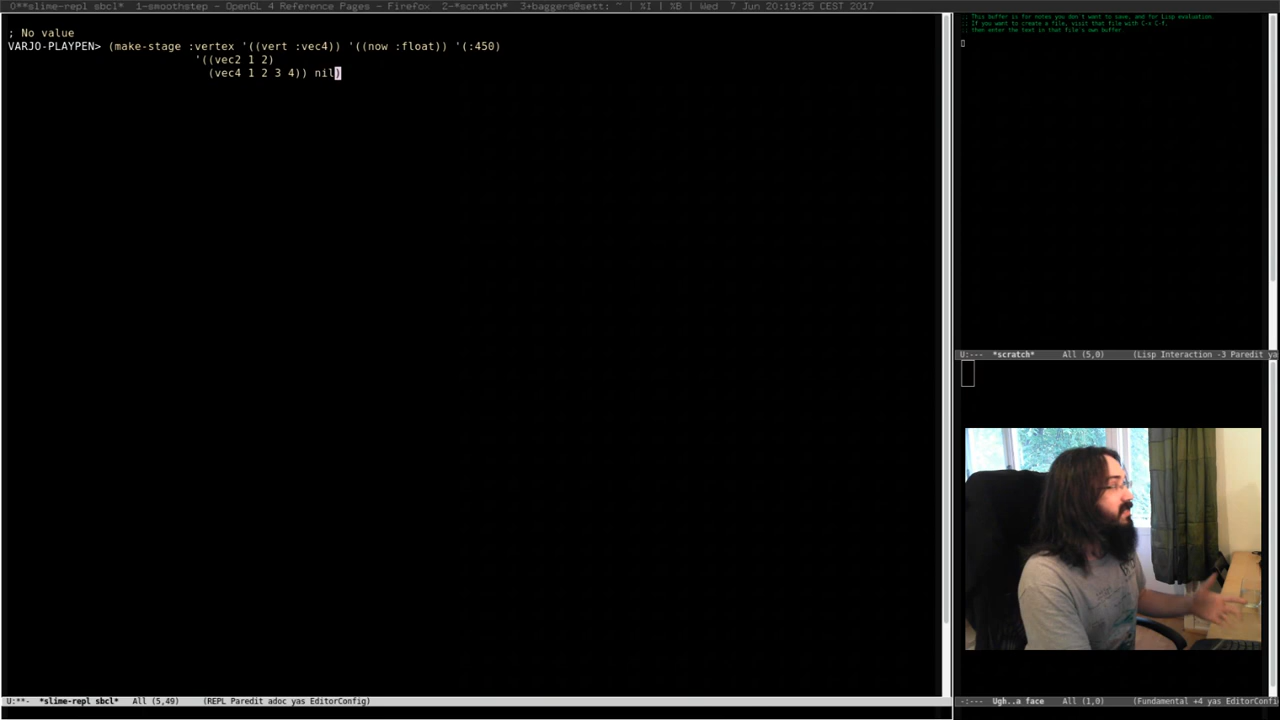 0**slime-repl sbcl*  1-smoothstep - OpenGL 4 Reference Pages - Firefox  2-*scratch*  3+baggers@sett: ~ | %I | %B | Wed  7 Jun 20:19:25 CEST 2017
; No value
VARJO-PLAYPEN> (make-stage :vertex '((vert :vec4)) '((now :float)) '(:450)
'((vec2 1 2)
(vec4 1 2 3 4)) nil)
U:**-  *slime-repl sbcl*   All (5,49)     (REPL Paredit adoc yas EditorConfig)
;; This buffer is for notes you don't want to save, and for Lisp evaluation.
;; If you want to create a file, visit that file with C-x C-f,
;; then enter the text in that file's own buffer.
U:---  *scratch*      All (5,0)      (Lisp Interaction -3 Paredit ya
-:---  Ugh..a face    All (1,0)      (Fundamental +4 yas EditorConfi